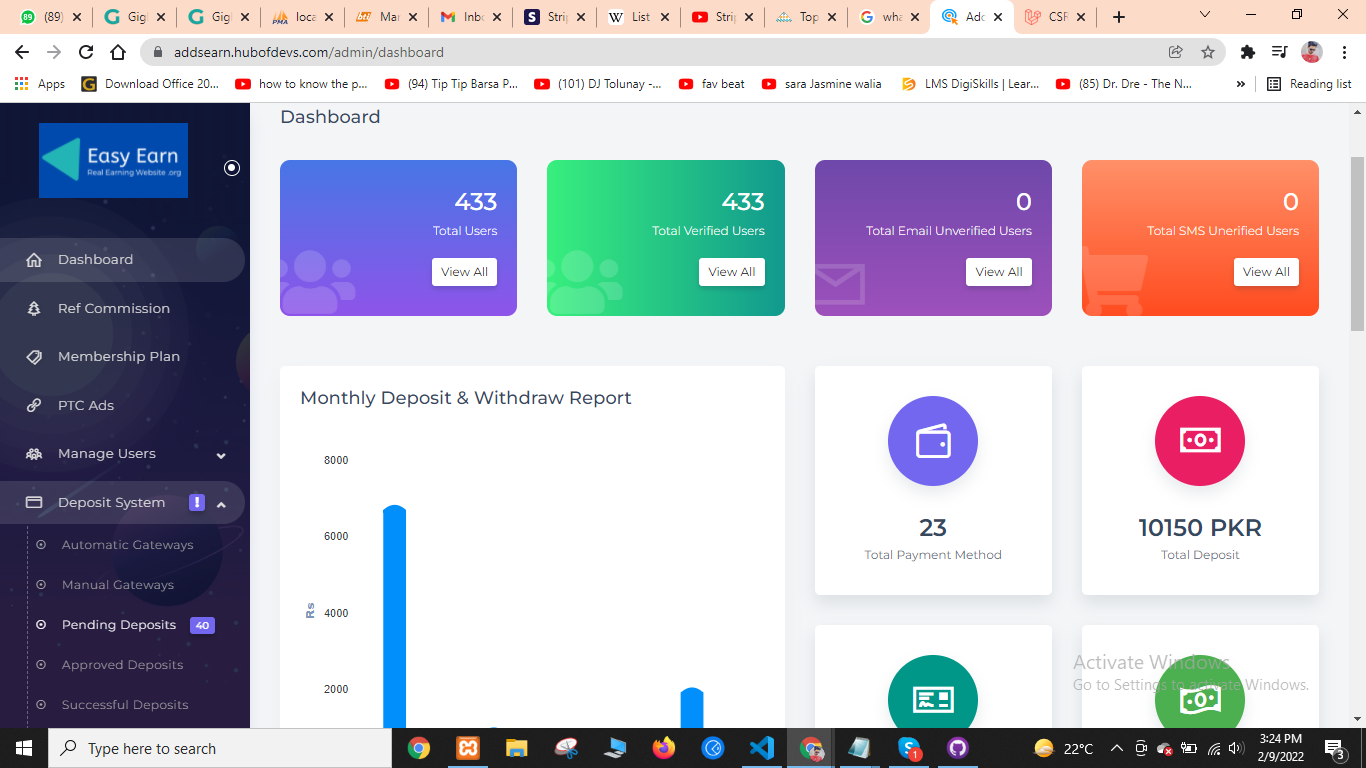 89
(89)
Gigl
Gigl
loca
Mar
Inbo
Strip
List
Strip
Top
wha
Adc
CSF
addsearn.hubofdevs.com/admin/dashboard
Apps
Download Office 20...
how to know the p...
(94) Tip Tip Barsa P...
(101) DJ Tolunay -...
fav beat
sara Jasmine walia
LMS DigiSkills | Lear...
(85) Dr. Dre - The N...
»
Reading list
Easy Earn
Real Earning Website .org
Dashboard
Ref Commission
Membership Plan
PTC Ads
Manage Users
Deposit System !
Automatic Gateways
Manual Gateways
Pending Deposits 40
Approved Deposits
Successful Deposits
Dashboard
433
Total Users
View All
433
Total Verified Users
View All
0
Total Email Unverified Users
View All
0
Total SMS Unerified Users
View All
Monthly Deposit & Withdraw Report
8000
6000
4000
2000
Rs
23
Total Payment Method
10150 PKR
Total Deposit
Activate Windows
Go to Settings to activate Windows.
Type here to search
1
22°C
3:24 PM
2/9/2022
3